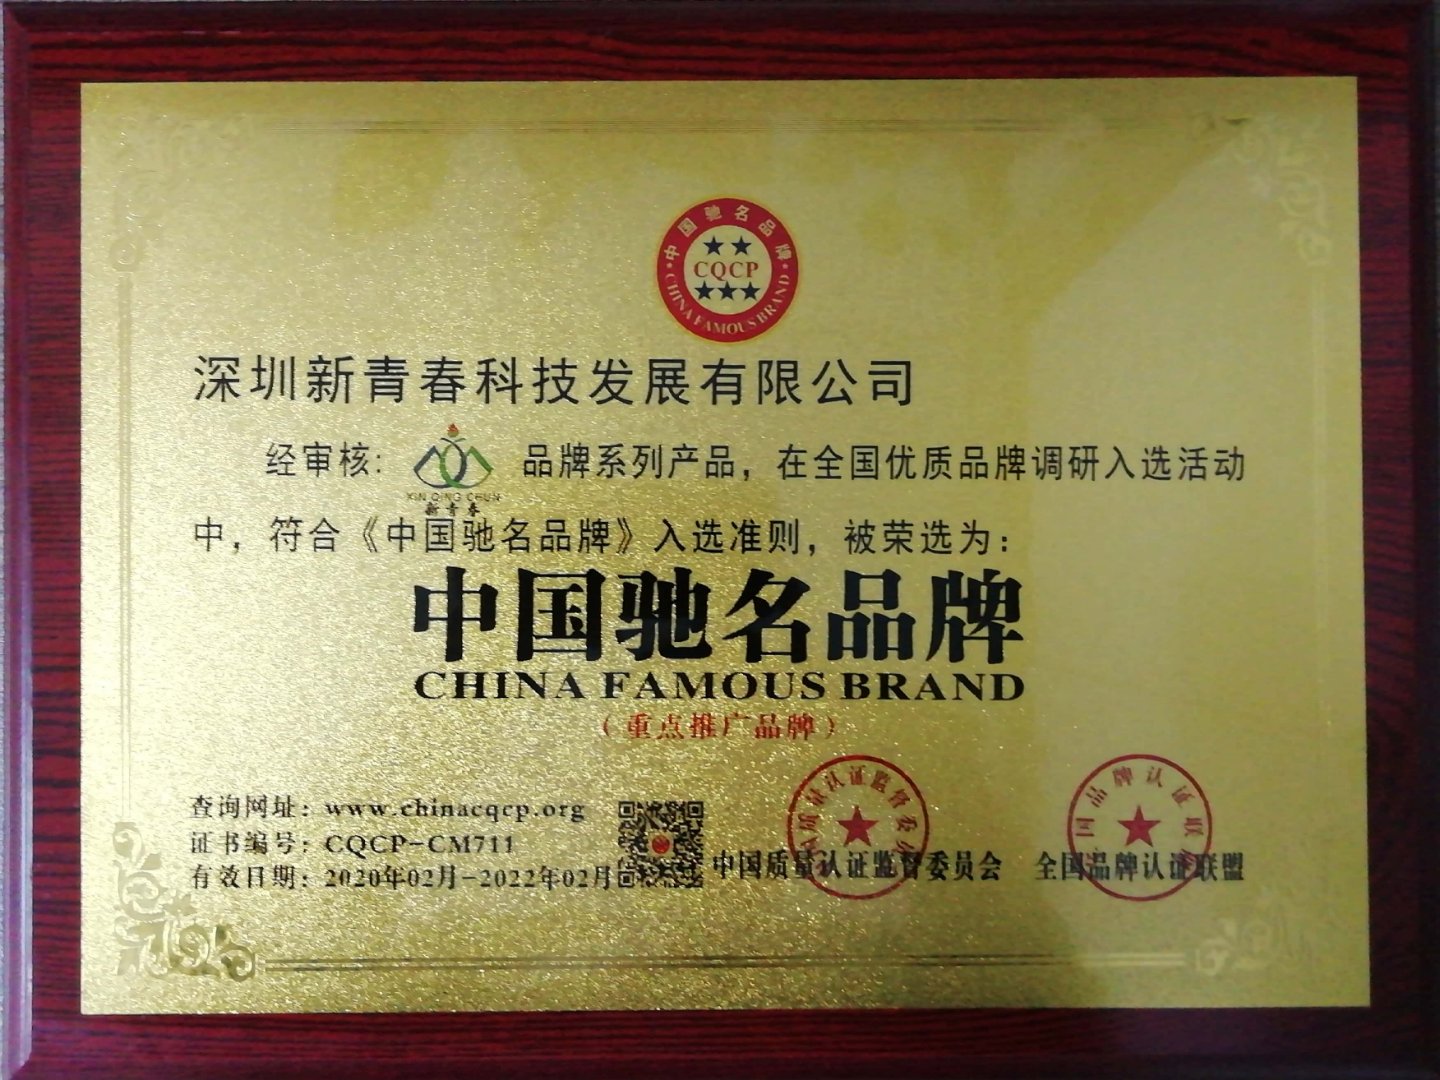 中国驰名品牌
CQCP
CHINA FAMOUS BRAND
深圳新青春科技发展有限公司
经审核: 品牌系列产品，在全国优质品牌调研入选活动
XIN QING CHUN
新青春
中，符合《中国驰名品牌》入选准则，被荣选为：
中国驰名品牌
CHINA FAMOUS BRAND
（重点推广品牌）
查询网址：www.chinacqcp.org
证书编号：CQCP-CM711
有效日期：2020年02月-2022年02月
中国质量认证监督委员会 全国品牌认证联盟